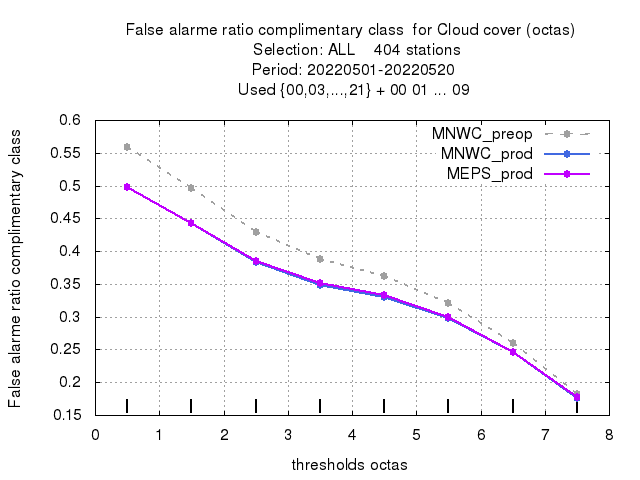 False alarme ratio complimentary class  for Cloud cover (octas)
Selection: ALL    404 stations
Period: 20220501-20220520
Used {00,03,...,21} + 00 01 ... 09
MNWC_preop
MNWC_prod
MEPS_prod
False alarme ratio complimentary class
0.6
0.55
0.5
0.45
0.4
0.35
0.3
0.25
0.2
0.15
0 1 2 3 4 5 6 7 8
thresholds octas